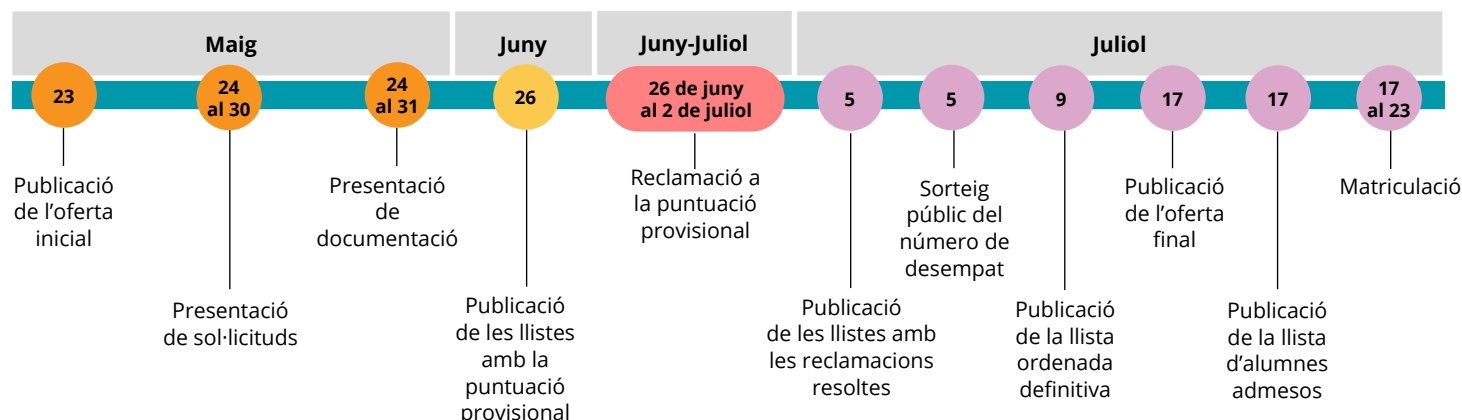 Maig
Juny
Juny-Juliol
Juliol
23
24
al 30
24
al 31
26
26 de juny
al 2 de juliol
5
5
9
17
17
17
al 23
Publicació
de l’oferta
inicial
Presentació
de sol·licituds
Presentació
de
documentació
Publicació
de les llistes
amb la
puntuació
provisional
Reclamació a
la puntuació
provisional
Publicació
de les llistes amb
les reclamacions
resoltes
Sorteig
públic del
número de
desempat
Publicació
de la llista
ordenada
definitiva
Publicació
de l’oferta
final
Publicació
de la llista
d’alumnes
admesos
Matriculació